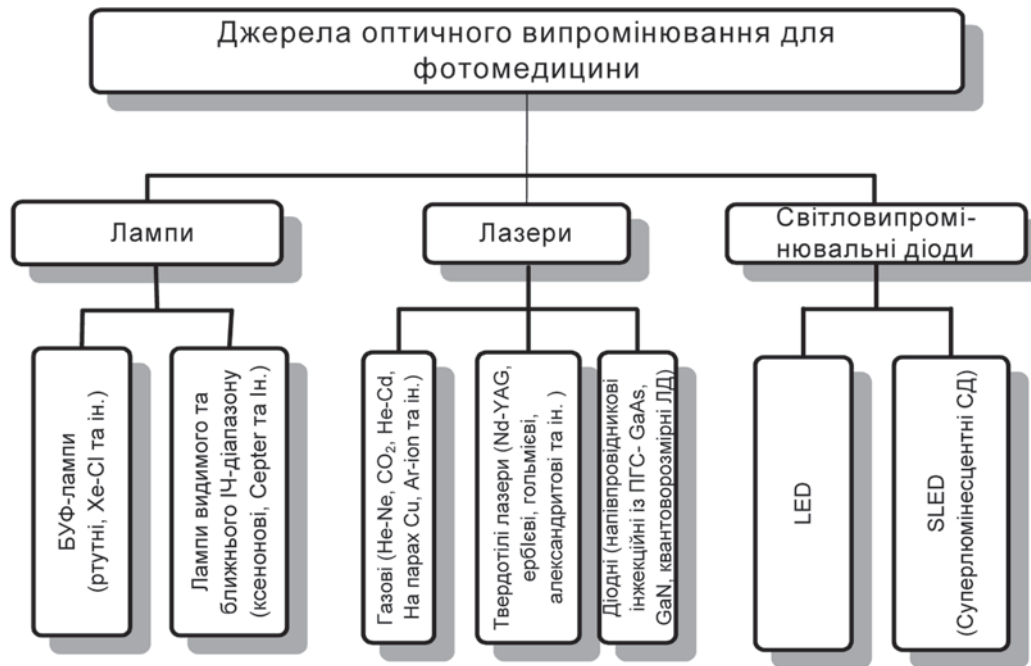 Джерела оптичного випромінювання для
фотомедицини
Лампи
Лазери
Світловипромі-
нювальні діоди
БУФ-лампи
(ртутні, Xe-Cl та ін.)
Лампи видимого та
ближнього ІЧ-діапазону
(ксенонові, Серter та Ін.)
Газові (He-Ne, CO₂, He-Cd,
На парах Cu, Ar-ion та ін.)
Твердотілі лазери (Nd-YAG,
ербІєві, гольмієві,
александритові та ін. )
Діодні (напівпровідникові
інжекційні із ПГС- GaAs,
GaN, квантоворозмірні ЛД)
LED
SLED
(Суперлюмінесцентні СД)